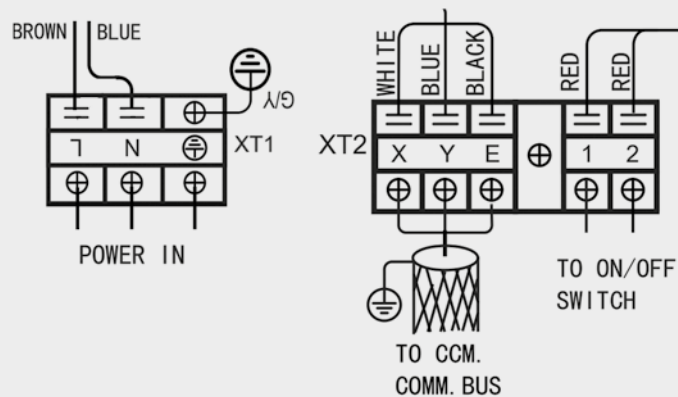 BROWN BLUE
G/Y
L N
XT1
POWER IN
WHITE BLUE BLACK RED RED
XT2
X Y E 1 2
TO CCM.
COMM. BUS
TO ON/OFF
SWITCH